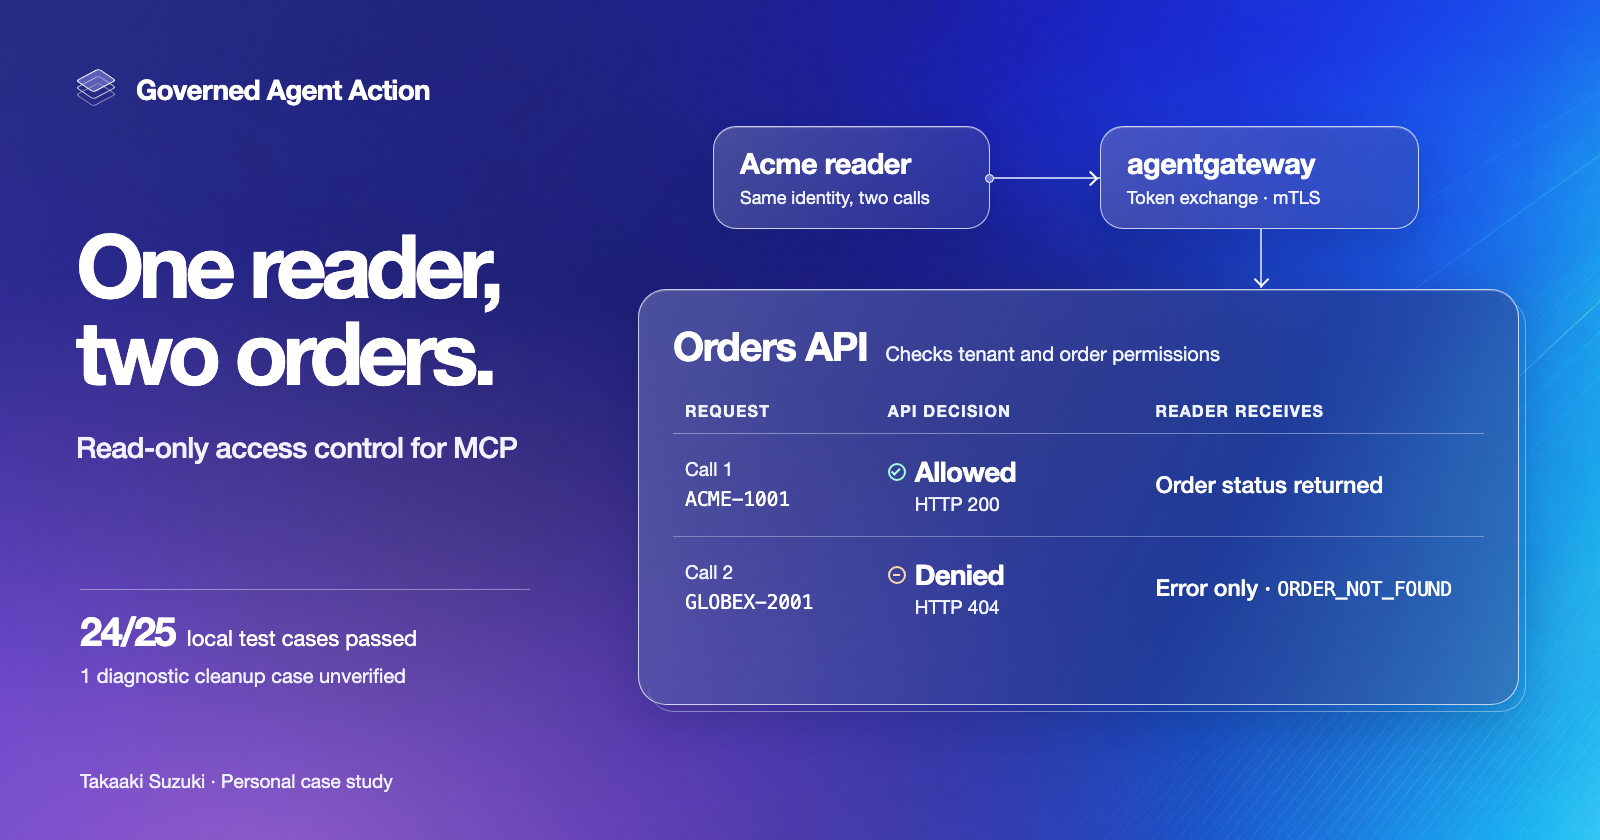 Governed Agent Action
One reader,
two orders.
Read-only access control for MCP
24/25 local test cases passed
1 diagnostic cleanup case unverified
Takaaki Suzuki · Personal case study
Acme reader
Same identity, two calls
agentgateway
Token exchange · mTLS
Orders API Checks tenant and order permissions
REQUEST API DECISION READER RECEIVES
Call 1
ACME-1001
Allowed
HTTP 200
Order status returned
Call 2
GLOBEX-2001
Denied
HTTP 404
Error only · ORDER_NOT_FOUND